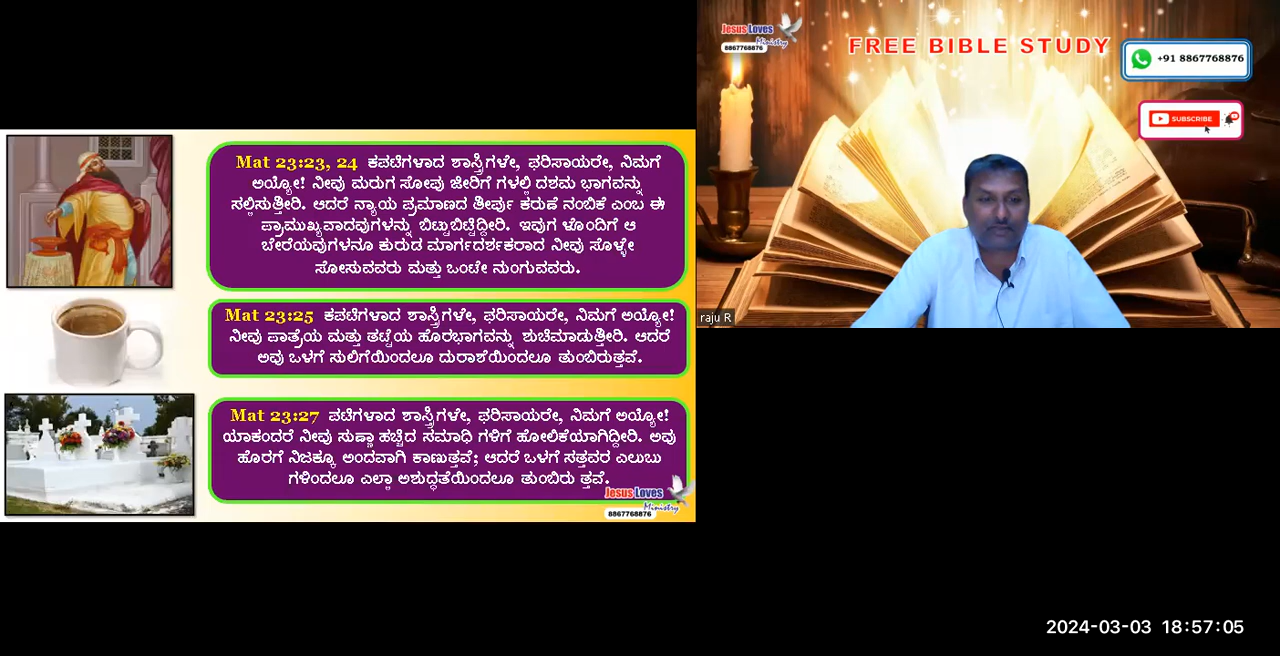 Mat 23:23, 24 ಕಪಟಿಗಳಾದ ಶಾಸ್ತ್ರಿಗಳೇ, ಫರಿಸಾಯರೇ, ನಿಮಗೆ
ಅಯ್ಯೋ! ನೀವು ಮರುಗ ಸೋಪು ಜೀರಿಗೆ ಗಳಲ್ಲಿ ದಶಮ ಭಾಗವನ್ನು
ಸಲ್ಲಿಸುತ್ತೀರಿ. ಆದರೆ ನ್ಯಾಯ ಪ್ರಮಾಣದ ತೀರ್ಪು ಕರುಣೆ ನಂಬಿಕೆ ಎಂಬ ಈ
ಪ್ರಾಮುಖ್ಯವಾದವುಗಳನ್ನು ಬಿಟ್ಟುಬಿಟ್ಟಿದ್ದೀರಿ. ಇವುಗ ಳೊಂದಿಗೆ ಆ
ಬೇರೆಯವುಗಳನೂ ಕುರುಡ ಮಾರ್ಗದರ್ಶಕರಾದ ನೀವು ಸೊಳ್ಳೇ
ಸೋಸುವವರು ಮತ್ತು ಒಂಟೇ ನುಂಗುವವರು.
Mat 23:25 ಕಪಟಿಗಳಾದ ಶಾಸ್ತ್ರಿಗಳೇ, ಫರಿಸಾಯರೇ, ನಿಮಗೆ ಅಯ್ಯೋ!
ನೀವು ಪಾತ್ರೆಯ ಮತ್ತು ತಟ್ಟೆಯ ಹೊರಭಾಗವನ್ನು ಶುಚಿಮಾಡುತ್ತೀರಿ. ಆದರೆ
ಅವು ಒಳಗೆ ಸುಲಿಗೆಯಿಂದಲೂ ದುರಾಶೆಯಿಂದಲೂ ತುಂಬಿರುತ್ತವೆ.
Mat 23:27 ಪಟಿಗಳಾದ ಶಾಸ್ತ್ರಿಗಳೇ, ಫರಿಸಾಯರೇ, ನಿಮಗೆ ಅಯ್ಯೋ!
ಯಾಕಂದರೆ ನೀವು ಸುಣ್ಣಾ ಹಚ್ಚಿದ ಸಮಾಧಿ ಗಳಿಗೆ ಹೋಲಿಕೆಯಾಗಿದ್ದೀರಿ. ಅವು
ಹೊರಗೆ ನಿಜಕ್ಕೂ ಅಂದವಾಗಿ ಕಾಣುತ್ತವೆ; ಆದರೆ ಒಳಗೆ ಸತ್ತವರ ಎಲುಬು
ಗಳಿಂದಲೂ ಎಲ್ಲಾ ಅಶುದ್ಧತೆಯಿಂದಲೂ ತುಂಬಿರು ತ್ತವೆ.
Jesus Loves
Ministry
8867768876
Jesus Loves
Ministry
8867768876
FREE BIBLE STUDY
+91 8867768876
SUBSCRIBE
raju R
2024-03-03 18:57:05